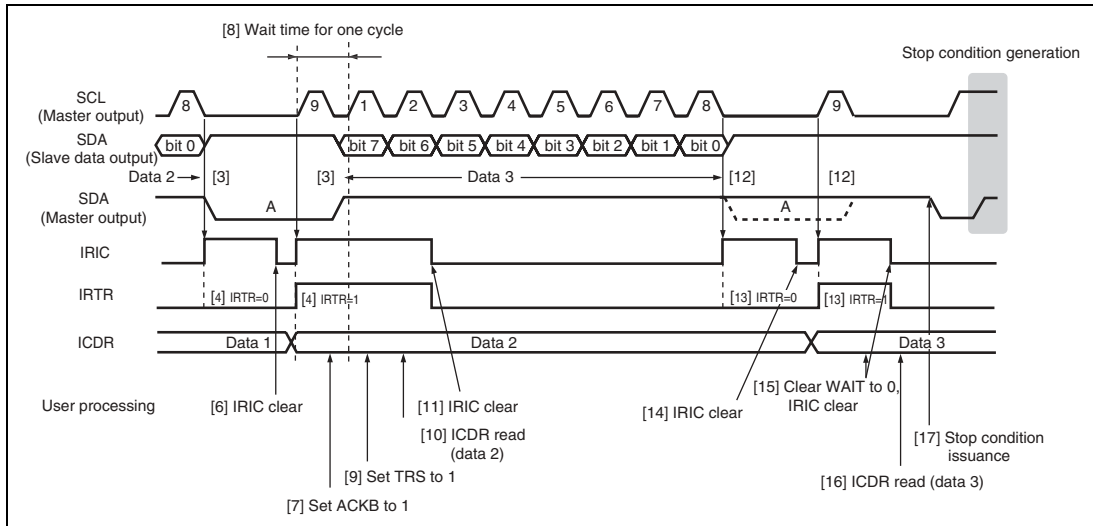 [8] Wait time for one cycle
Stop condition generation
SCL
(Master output)
8 9 1 2 3 4 5 6 7 8 9
SDA
(Slave data output)
bit 0 bit 7 bit 6 bit 5 bit 4 bit 3 bit 2 bit 1 bit 0
Data 2 [3] [3] Data 3 [12] [12]
SDA
(Master output)
A A
IRIC
[4] IRTR=0 [4] IRTR=1 [13] IRTR=0 [13] IRTR=1
IRTR
ICDR
Data 1 Data 2 Data 3
User processing
[6] IRIC clear
[11] IRIC clear
[14] IRIC clear
[15] Clear WAIT to 0,
IRIC clear
[10] ICDR read
(data 2)
[17] Stop condition
issuance
[9] Set TRS to 1
[16] ICDR read (data 3)
[7] Set ACKB to 1